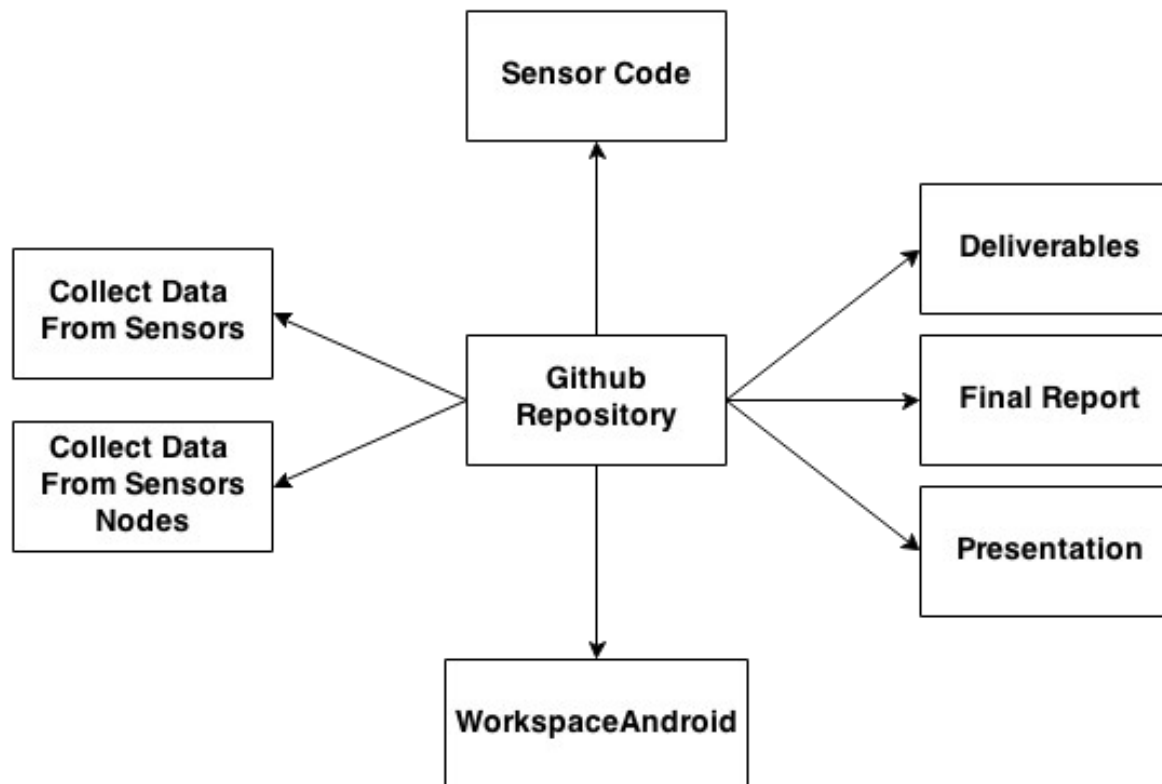 Sensor Code
Deliverables
Collect Data
From Sensors
Github
Repository
Final Report
Collect Data
From Sensors
Nodes
Presentation
WorkspaceAndroid